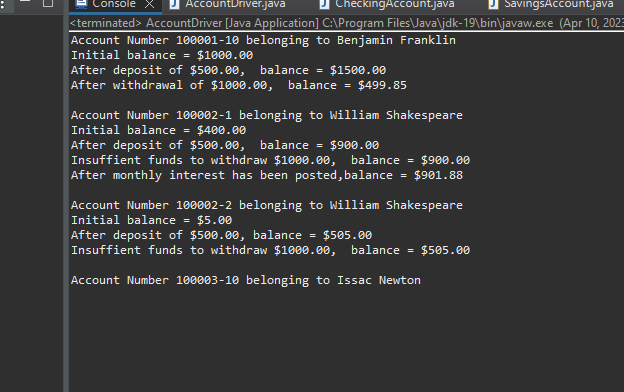 Console AccountDriver.java CheckingAccount.java SavingsAccount.java
<terminated> AccountDriver [Java Application] C:\Program Files\Java\jdk-19\bin\javaw.exe (Apr 10, 2023
Account Number 100001-10 belonging to Benjamin Franklin
Initial balance = $1000.00
After deposit of $500.00,  balance = $1500.00
After withdrawal of $1000.00,  balance = $499.85
Account Number 100002-1 belonging to William Shakespeare
Initial balance = $400.00
After deposit of $500.00,  balance = $900.00
Insuffient funds to withdraw $1000.00,  balance = $900.00
After monthly interest has been posted,balance = $901.88
Account Number 100002-2 belonging to William Shakespeare
Initial balance = $5.00
After deposit of $500.00, balance = $505.00
Insuffient funds to withdraw $1000.00,  balance = $505.00
Account Number 100003-10 belonging to Issac Newton